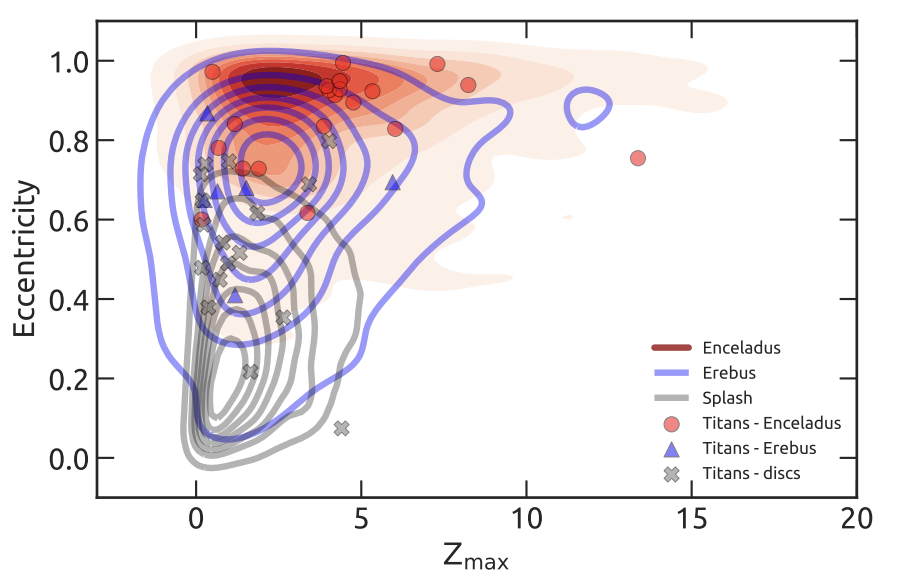 1.0
0.8
0.6
0.4
0.2
0.0
Eccentricity
Enceladus
Erebus
Splash
Titans - Enceladus
Titans - Erebus
Titans - discs
0 5 10 15 20
Zmax